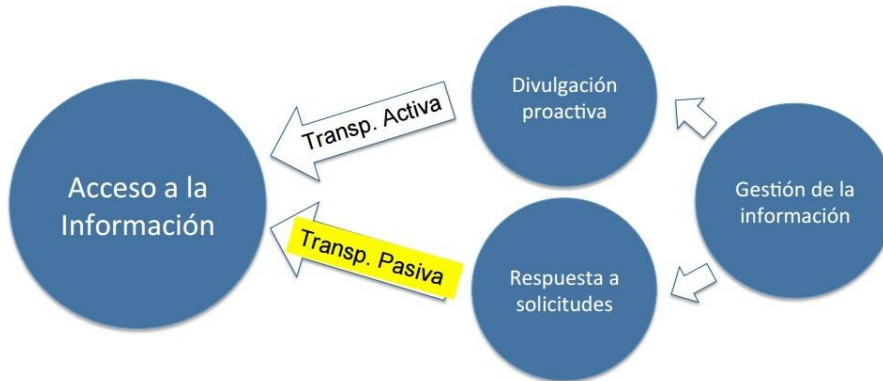 Acceso a la
Información
Transp. Activa
Transp. Pasiva
Divulgación
proactiva
Respuesta a
solicitudes
Gestión de la
información